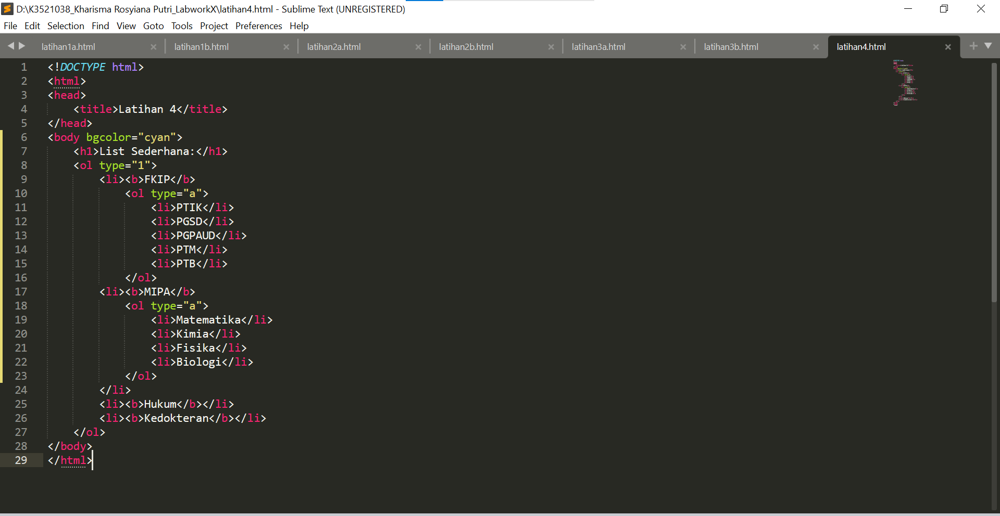 D:\K3521038_Kharisma Rosyiana Putri_LabworkX\latihan4.html - Sublime Text (UNREGISTERED)
File Edit Selection Find View Goto Tools Project Preferences Help
latihan1a.html latihan1b.html latihan2a.html latihan2b.html latihan3a.html latihan3b.html latihan4.html
1 <!DOCTYPE html>
2 <html>
3 <head>
4 <title>Latihan 4</title>
5 </head>
6 <body bgcolor="cyan">
7 <h1>List Sederhana:</h1>
8 <ol type="1">
9 <li><b>FKIP</b>
10 <ol type="a">
11 <li>PTIK</li>
12 <li>PGSD</li>
13 <li>PGPAUD</li>
14 <li>PTM</li>
15 <li>PTB</li>
16 </ol>
17 <li><b>MIPA</b>
18 <ol type="a">
19 <li>Matematika</li>
20 <li>Kimia</li>
21 <li>Fisika</li>
22 <li>Biologi</li>
23 </ol>
24 </li>
25 <li><b>Hukum</b></li>
26 <li><b>Kedokteran</b></li>
27 </ol>
28 </body>
29 </html>